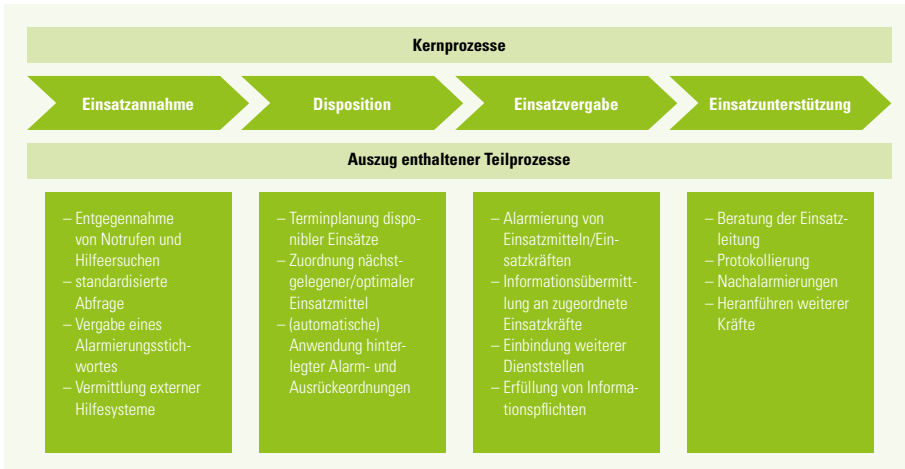 Kernprozesse
Einsatzannahme
Disposition
Einsatzvergabe
Einsatzunterstützung
Auszug enthaltener Teilprozesse
– Entgegennahme
von Notrufen und
Hilfeersuchen
– standardisierte
Abfrage
– Vergabe eines
Alarmierungsstich-
wortes
– Vermittlung externer
Hilfesysteme
– Terminplanung dispo-
nibler Einsätze
– Zuordnung nächst-
gelegener/optimaler
Einsatzmittel
– (automatische)
Anwendung hinter-
legter Alarm- und
Ausrückeordnungen
– Alarmierung von
Einsatzmitteln/Ein-
satzkräften
– Informationsübermitt-
lung an zugeordnete
Einsatzkräfte
– Einbindung weiterer
Dienststellen
– Erfüllung von Informa-
tionspflichten
– Beratung der Einsatz-
leitung
– Protokollierung
– Nachalarmierungen
– Heranführen weiterer
Kräfte